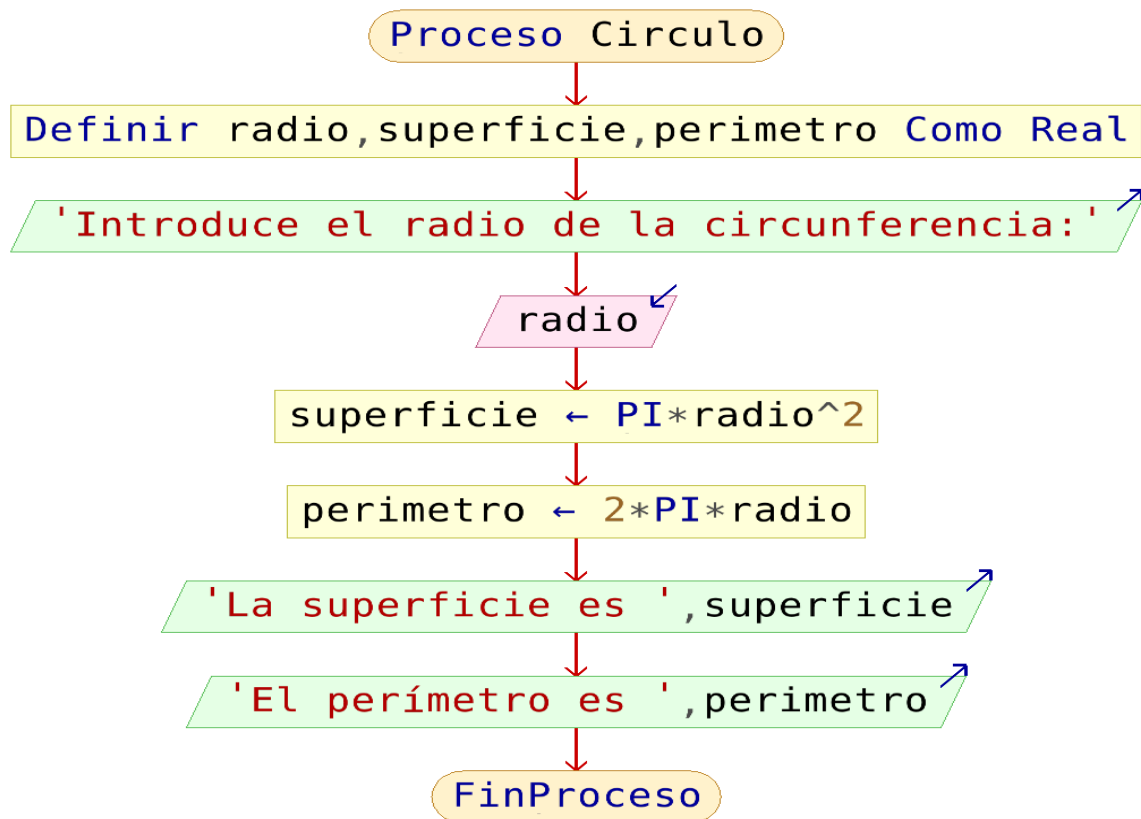 Proceso Circulo
Definir radio,superficie,perimetro Como Real
'Introduce el radio de la circunferencia:'
radio
superficie ← PI*radio^2
perimetro ← 2*PI*radio
'La superficie es ',superficie
'El perímetro es ',perimetro
FinProceso